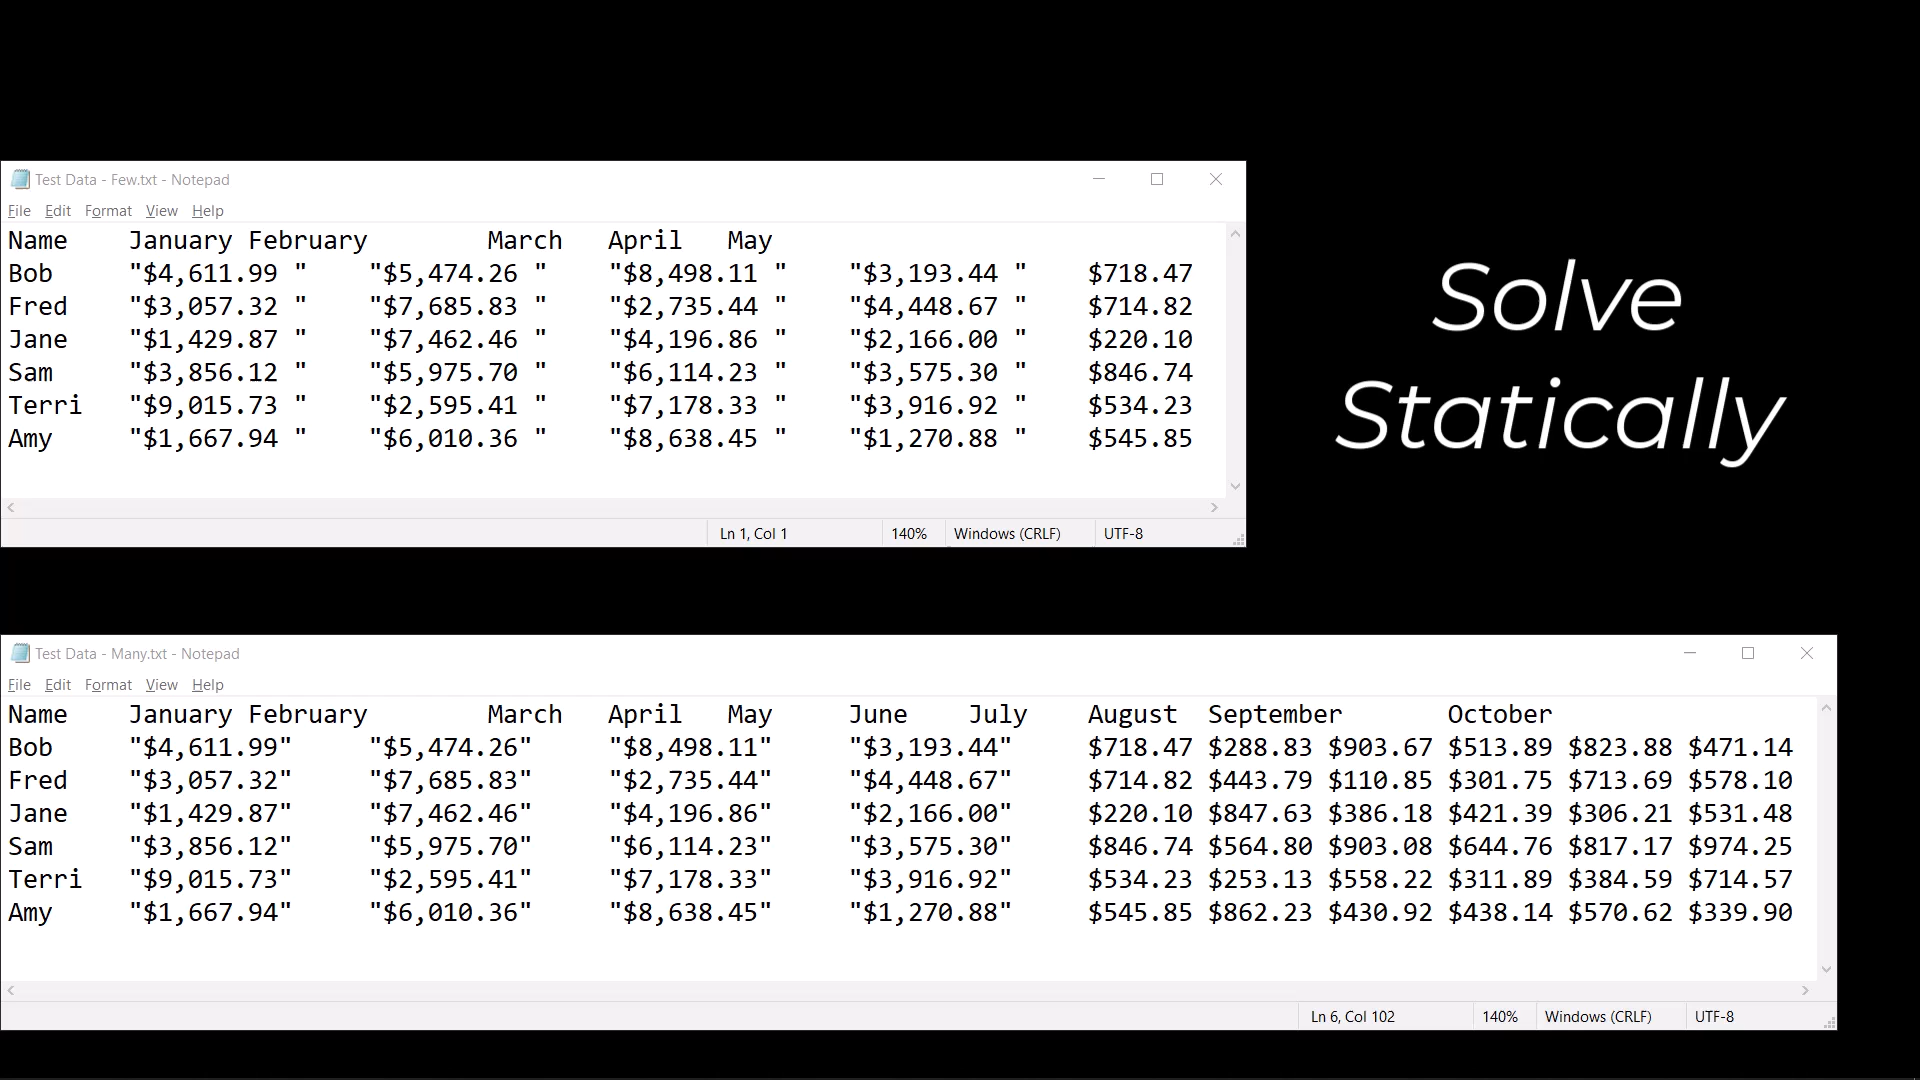 Test Data - Few.txt - Notepad
File Edit Format View Help
Name January February March April May
Bob "$4,611.99 " "$5,474.26 " "$8,498.11 " "$3,193.44 " $718.47
Fred "$3,057.32 " "$7,685.83 " "$2,735.44 " "$4,448.67 " $714.82
Jane "$1,429.87 " "$7,462.46 " "$4,196.86 " "$2,166.00 " $220.10
Sam "$3,856.12 " "$5,975.70 " "$6,114.23 " "$3,575.30 " $846.74
Terri "$9,015.73 " "$2,595.41 " "$7,178.33 " "$3,916.92 " $534.23
Amy "$1,667.94 " "$6,010.36 " "$8,638.45 " "$1,270.88 " $545.85
Ln 1, Col 1 140% Windows (CRLF) UTF-8
Solve
Statically
Test Data - Many.txt - Notepad
File Edit Format View Help
Name January February March April May June July August September October
Bob "$4,611.99" "$5,474.26" "$8,498.11" "$3,193.44" $718.47 $288.83 $903.67 $513.89 $823.88 $471.14
Fred "$3,057.32" "$7,685.83" "$2,735.44" "$4,448.67" $714.82 $443.79 $110.85 $301.75 $713.69 $578.10
Jane "$1,429.87" "$7,462.46" "$4,196.86" "$2,166.00" $220.10 $847.63 $386.18 $421.39 $306.21 $531.48
Sam "$3,856.12" "$5,975.70" "$6,114.23" "$3,575.30" $846.74 $564.80 $903.08 $644.76 $817.17 $974.25
Terri "$9,015.73" "$2,595.41" "$7,178.33" "$3,916.92" $534.23 $253.13 $558.22 $311.89 $384.59 $714.57
Amy "$1,667.94" "$6,010.36" "$8,638.45" "$1,270.88" $545.85 $862.23 $430.92 $438.14 $570.62 $339.90
Ln 6, Col 102 140% Windows (CRLF) UTF-8